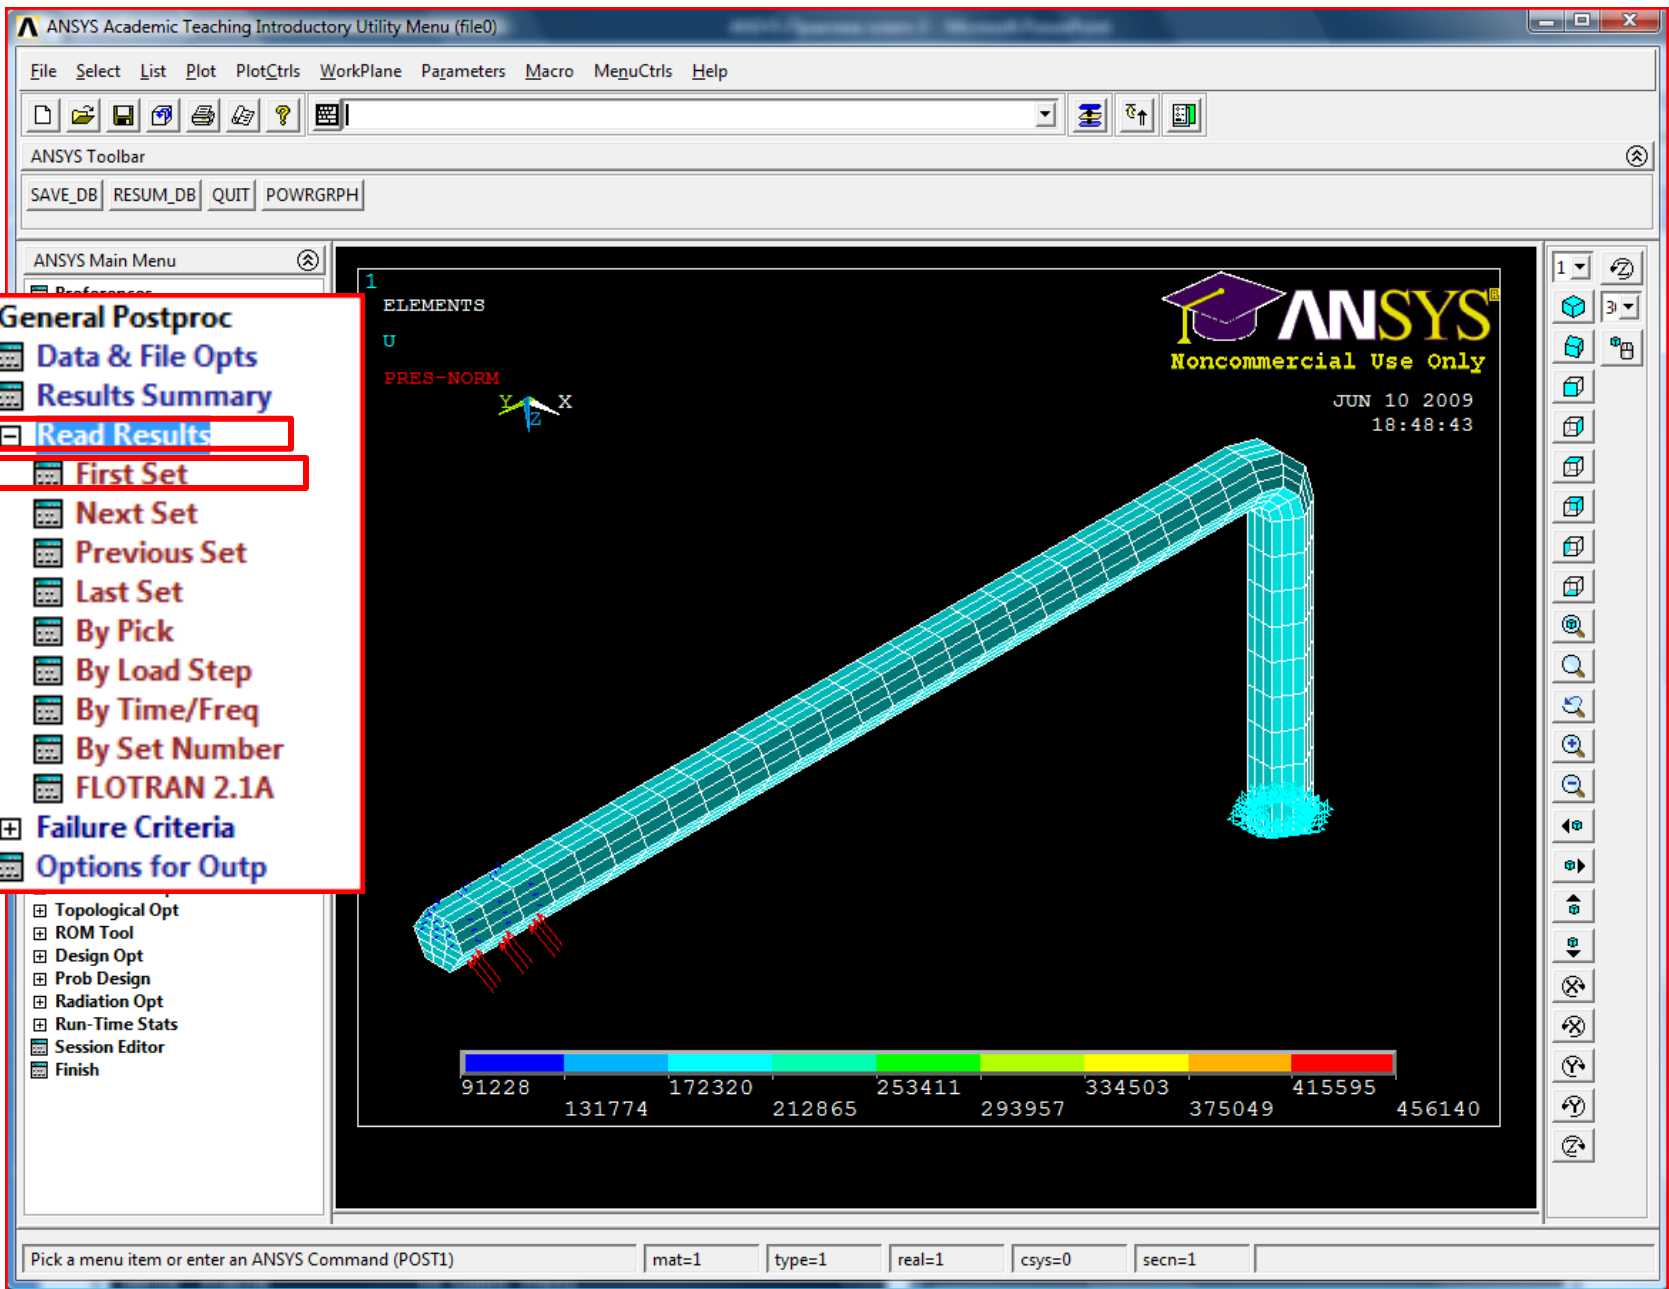 ANSYS Academic Teaching Introductory Utility Menu (file0)
File Select List Plot PlotCtrls WorkPlane Parameters Macro MenuCtrls Help
ANSYS Toolbar
SAVE_DB RESUM_DB QUIT POWRGRPH
ANSYS Main Menu
Preferences
General Postproc
Data & File Opts
Results Summary
Read Results
First Set
Next Set
Previous Set
Last Set
By Pick
By Load Step
By Time/Freq
By Set Number
FLOTRAN 2.1A
Failure Criteria
Options for Outp
Topological Opt
ROM Tool
Design Opt
Prob Design
Radiation Opt
Run-Time Stats
Session Editor
Finish
1
ELEMENTS
U
PRES-NORM
Y X
Z
ANSYS®
Noncommercial Use Only
JUN 10 2009
18:48:43
91228 172320 253411 334503 415595
131774 212865 293957 375049 456140
1
Pick a menu item or enter an ANSYS Command (POST1) mat=1 type=1 real=1 csys=0 secn=1